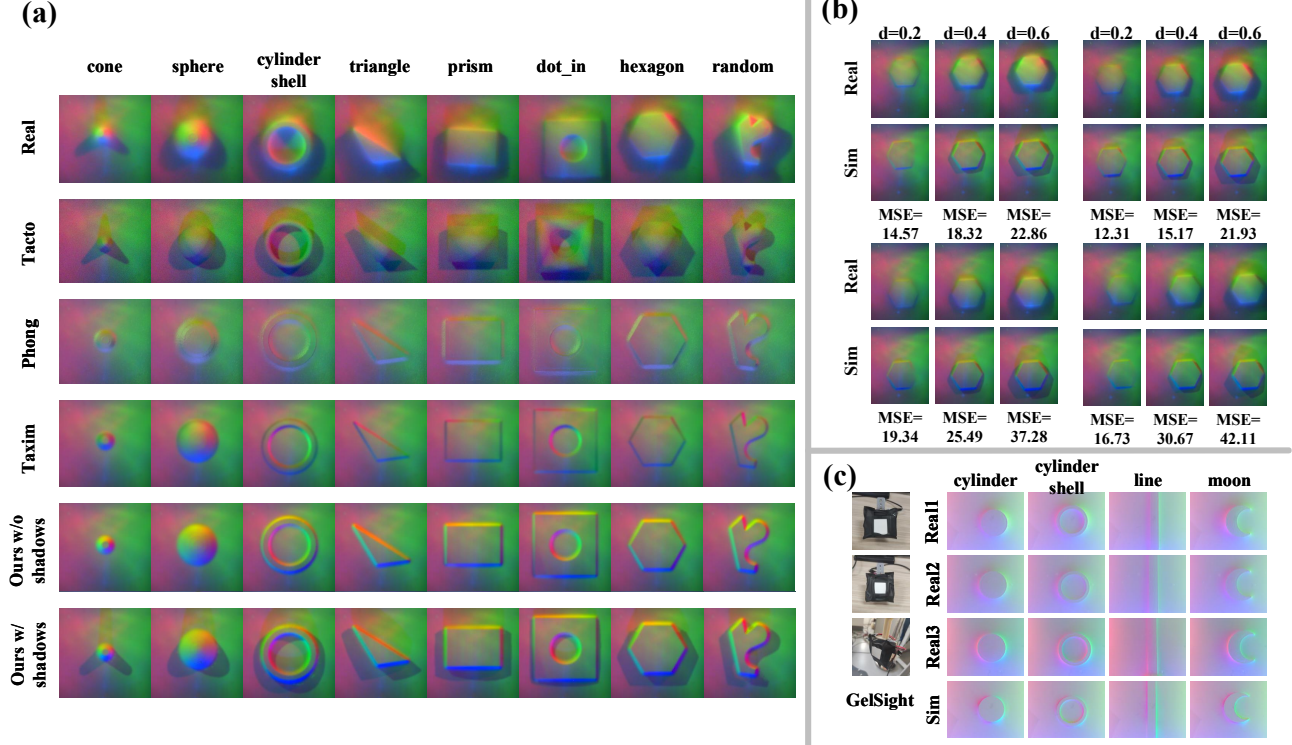 (a)
cone sphere cylinder shell triangle prism dot_in hexagon random
Real
Tacto
Phong
Taxim
Ours w/o shadows
Ours w/ shadows
(b)
d=0.2 d=0.4 d=0.6 d=0.2 d=0.4 d=0.6
Real
Sim
MSE= MSE= MSE= MSE= MSE= MSE=
14.57 18.32 22.86 12.31 15.17 21.93
Real
Sim
MSE= MSE= MSE= MSE= MSE= MSE=
19.34 25.49 37.28 16.73 30.67 42.11
(c)
cylinder cylinder shell line moon
Real1
Real2
Real3
GelSight
Sim